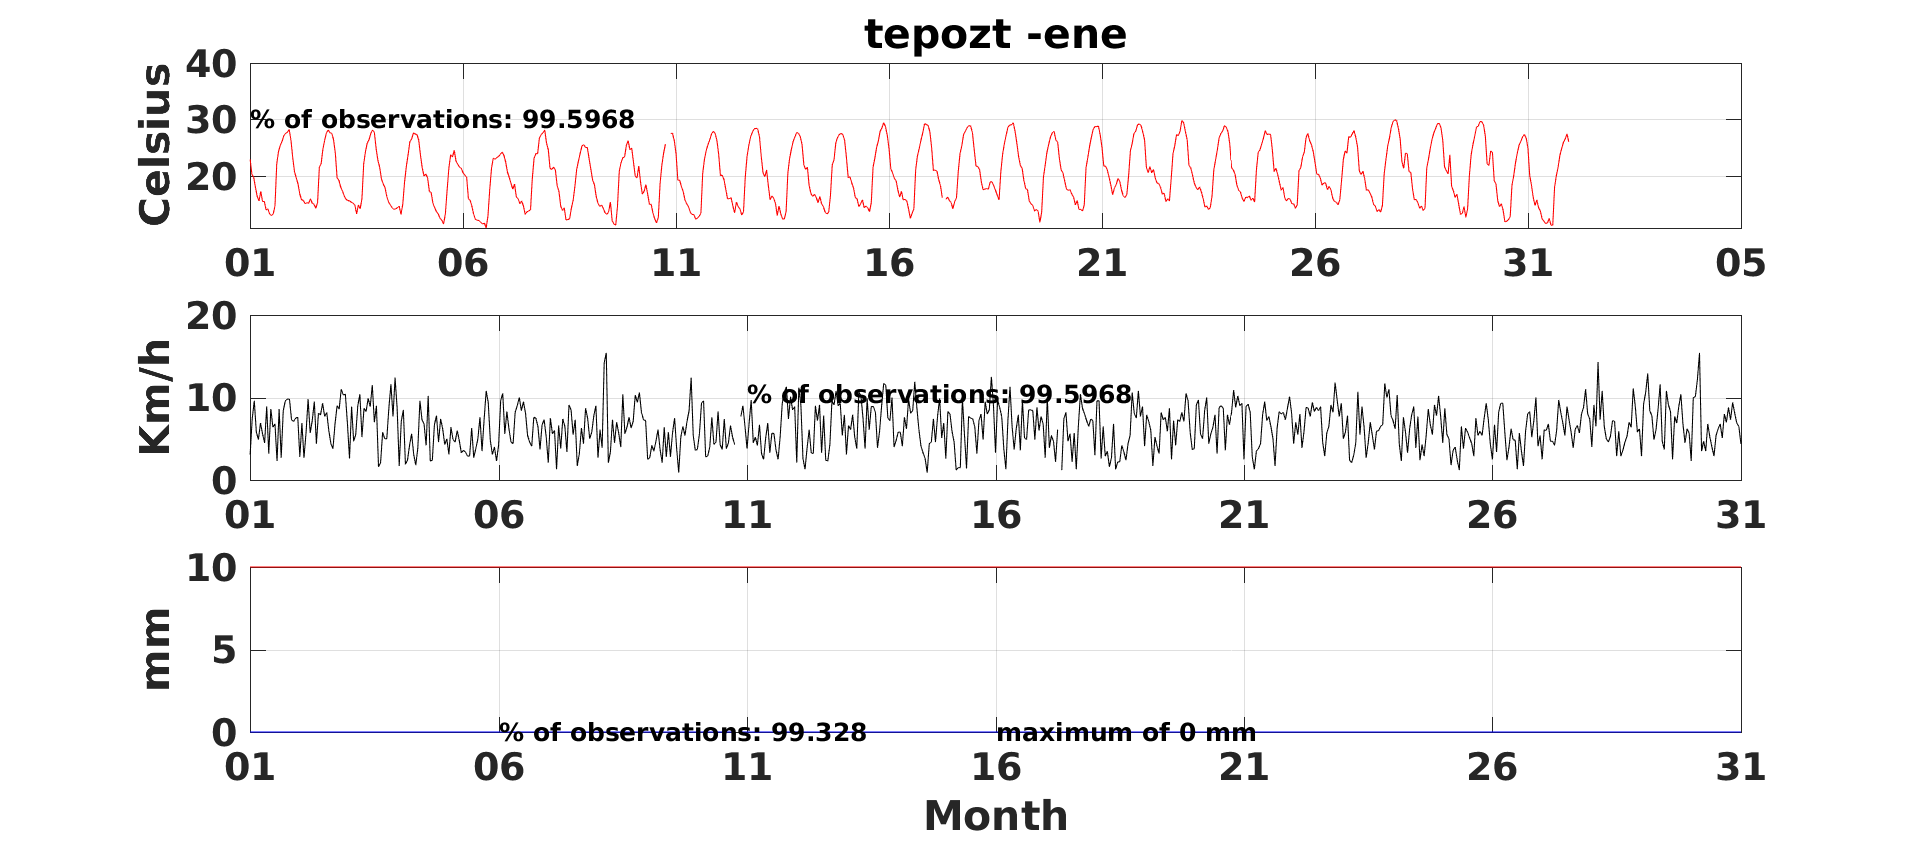 tepozt -ene
Celsius
40
30
20
% of observations: 99.5968
01 06 11 16 21 26 31 05
Km/h
20
10
0
% of observations: 99.5968
01 06 11 16 21 26 31
mm
10
5
0
% of observations: 99.328 maximum of 0 mm
01 06 11 16 21 26 31
Month